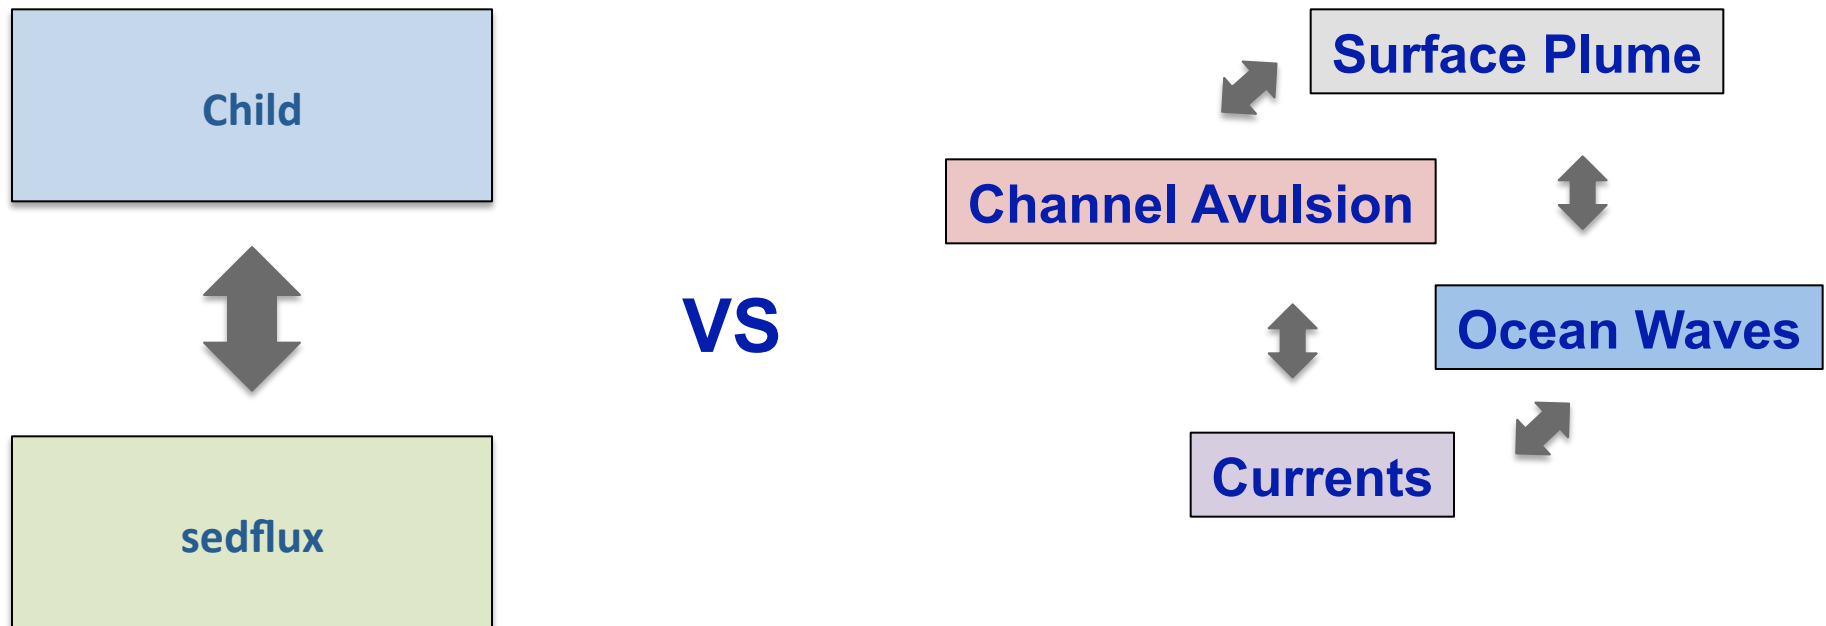 Child
sedflux
VS
Surface Plume
Channel Avulsion
Ocean Waves
Currents